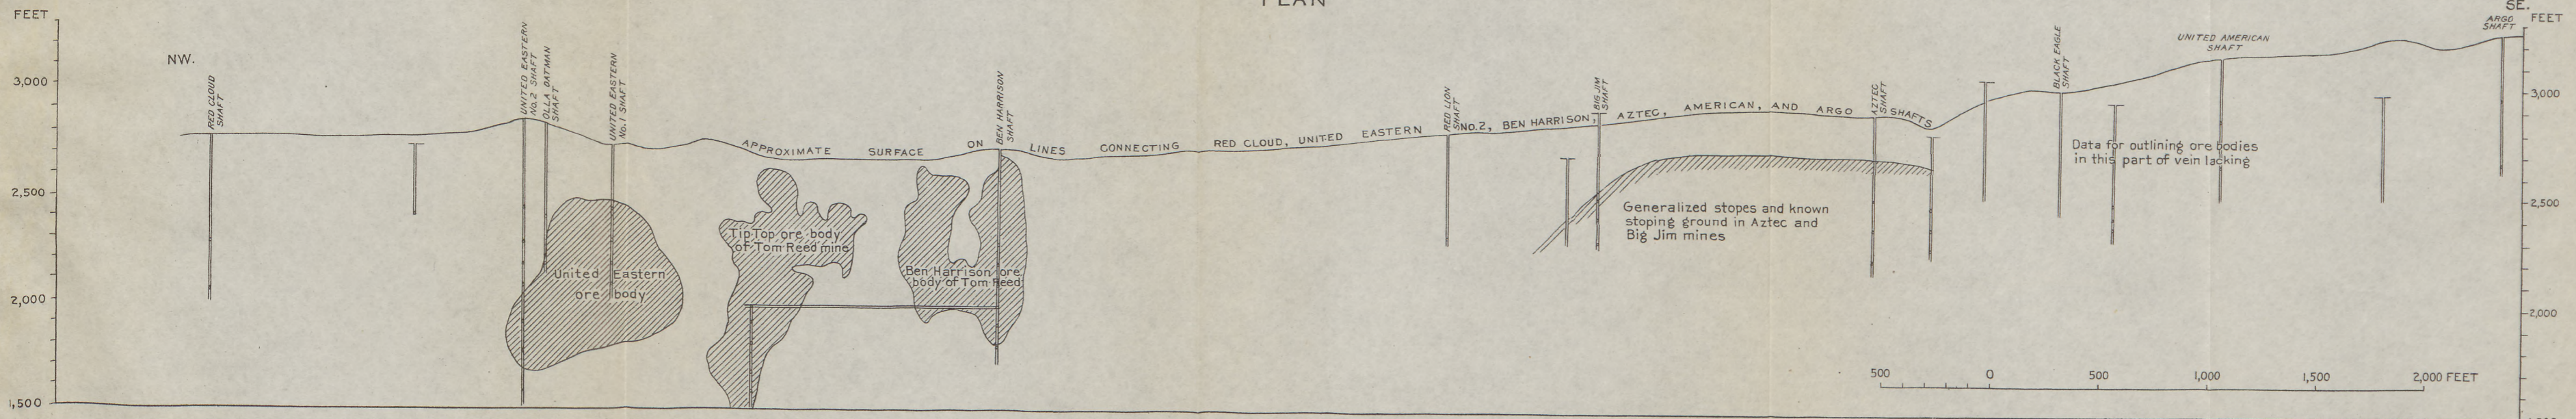 PLAN
FEET
NW.
3,000
2,500
2,000
1,500
RED CLOUD
SHAFT
UNITED EASTERN
No.2 SHAFT
OLLA OATMAN
SHAFT
UNITED EASTERN
No.1 SHAFT
BEN HARRISON
SHAFT
RED LION
SHAFT
BIG JIM
SHAFT
AZTEC
SHAFT
BLACK EAGLE
SHAFT
UNITED AMERICAN
SHAFT
ARGO
SHAFT
SE.
FEET
3,000
2,500
2,000
APPROXIMATE SURFACE ON LINES CONNECTING RED CLOUD, UNITED EASTERN No.2, BEN HARRISON, AZTEC, AMERICAN, AND ARGO SHAFTS
United Eastern
ore body
Tip Top ore body
of Tom Reed mine
Ben Harrison ore
body of Tom Reed
Generalized stopes and known
stoping ground in Aztec and
Big Jim mines
Data for outlining ore bodies
in this part of vein lacking
500 0 500 1,000 1,500 2,000 FEET